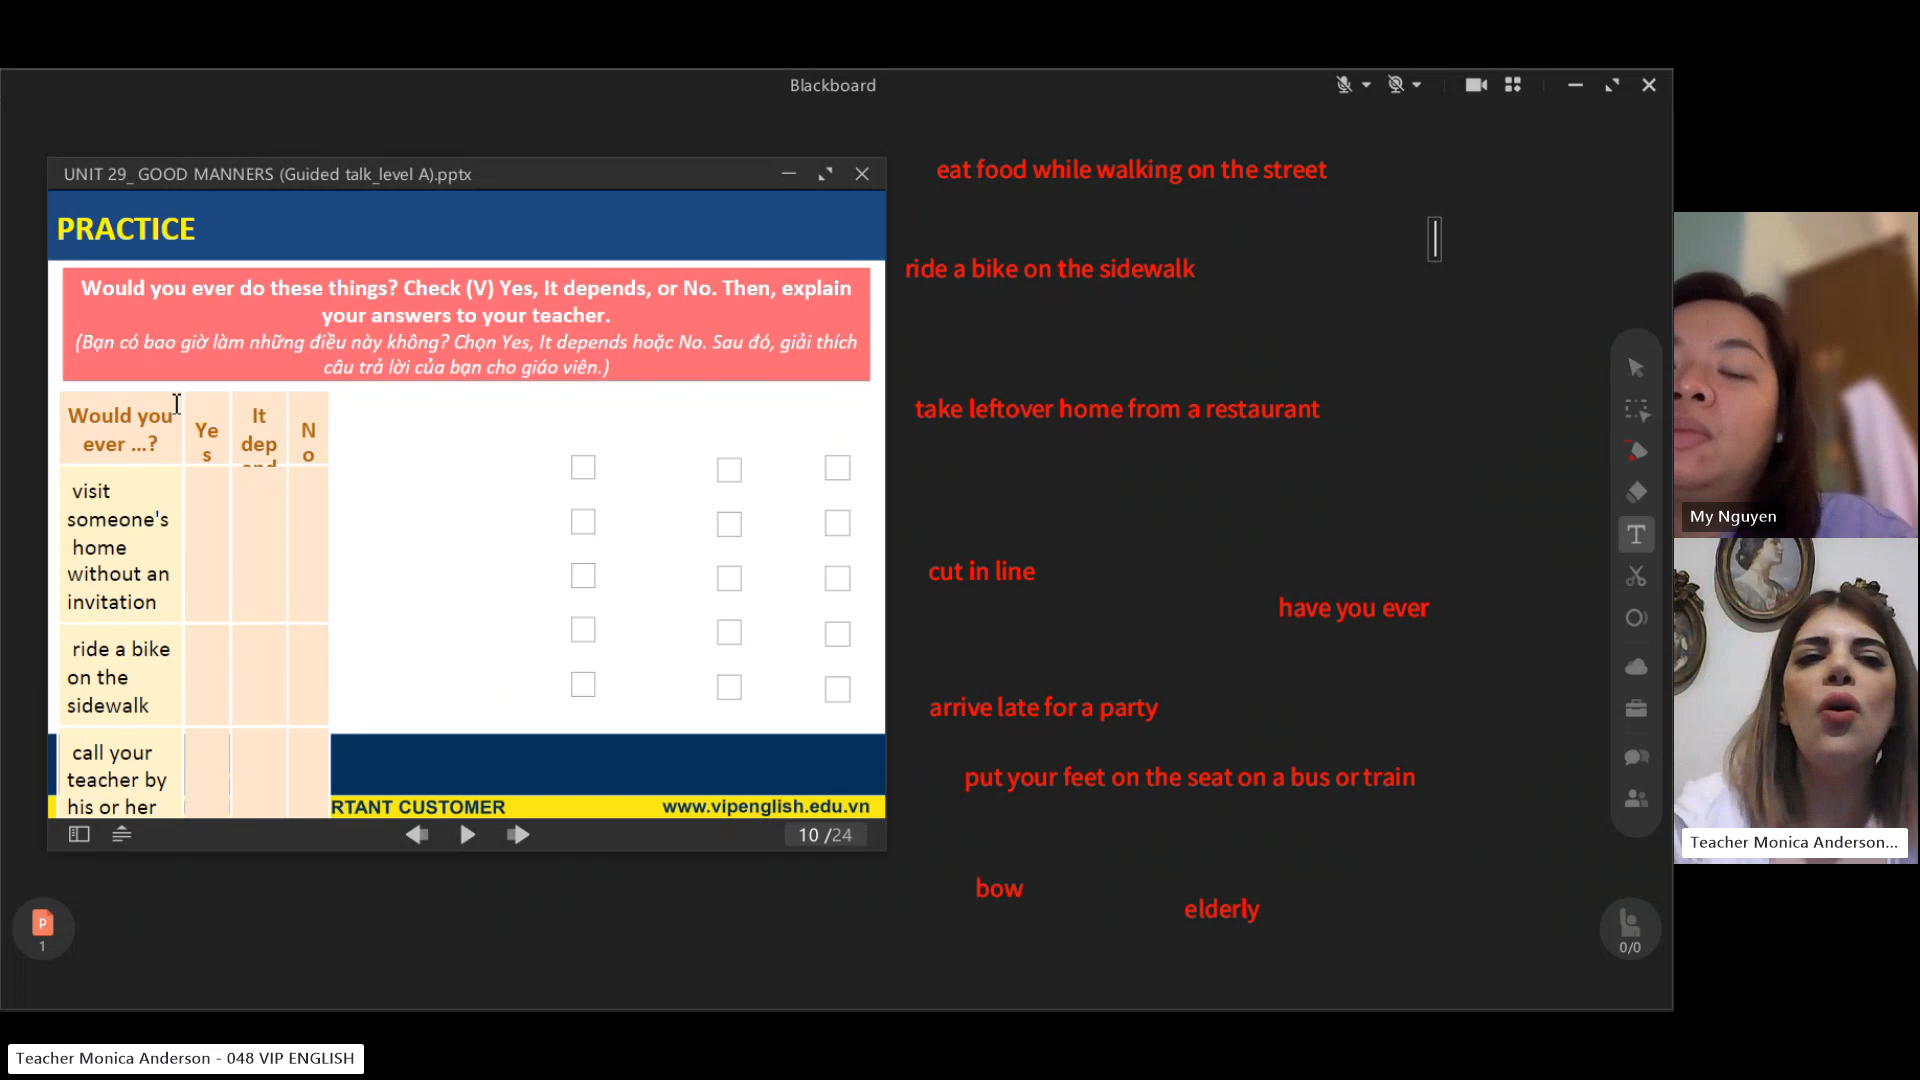 Blackboard
UNIT 29_ GOOD MANNERS (Guided talk_level A).pptx
PRACTICE
Would you ever do these things? Check (V) Yes, It depends, or No. Then, explain
your answers to your teacher.
(Bạn có bao giờ làm những điều này không? Chọn Yes, It depends hoặc No. Sau đó, giải thích
câu trả lời của bạn cho giáo viên.)
Would you
ever ...?
Ye
s
It
dep
end
N
o
visit
someone's
home
without an
invitation
ride a bike
on the
sidewalk
call your
teacher by
his or her
RTANT CUSTOMER
www.vipenglish.edu.vn
10 /24
eat food while walking on the street
ride a bike on the sidewalk
take leftover home from a restaurant
cut in line
have you ever
arrive late for a party
put your feet on the seat on a bus or train
bow
elderly
P
1
0/0
My Nguyen
Teacher Monica Anderson...
Teacher Monica Anderson - 048 VIP ENGLISH